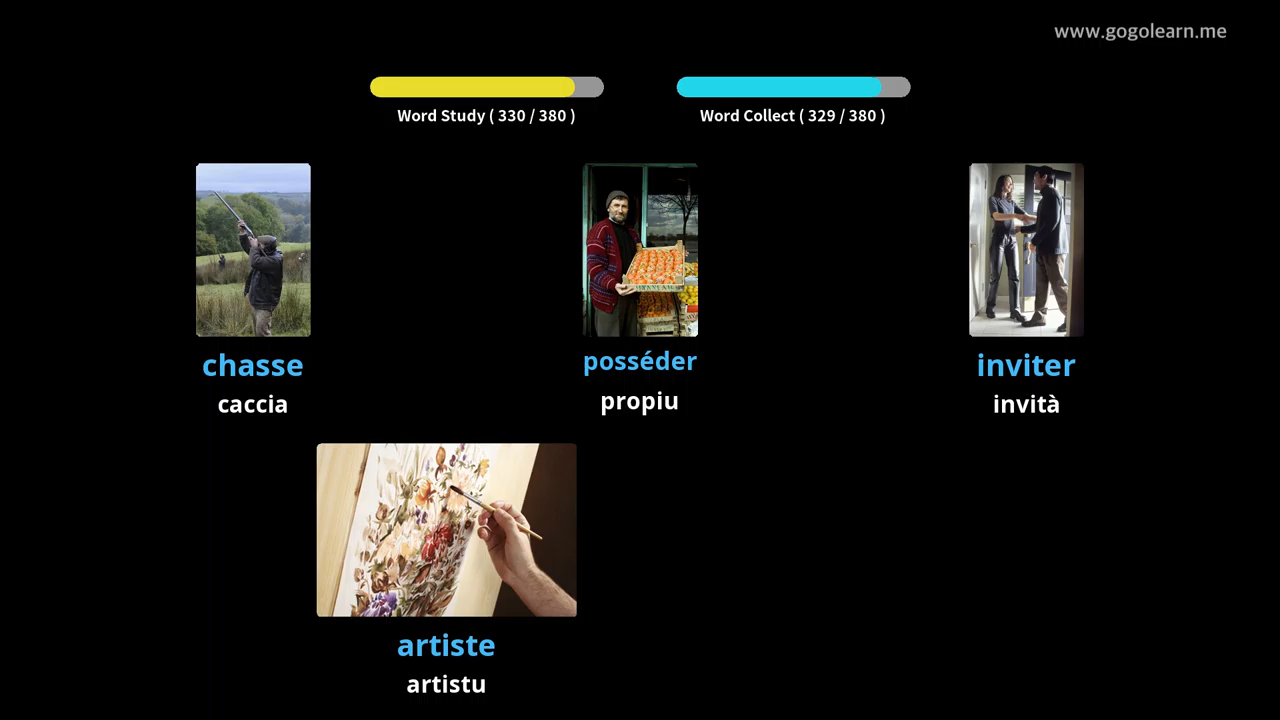 www.gogolearn.me
Word Study ( 330 / 380 )
Word Collect ( 329 / 380 )
chasse
caccia
posséder
propiu
inviter
invità
artiste
artistu